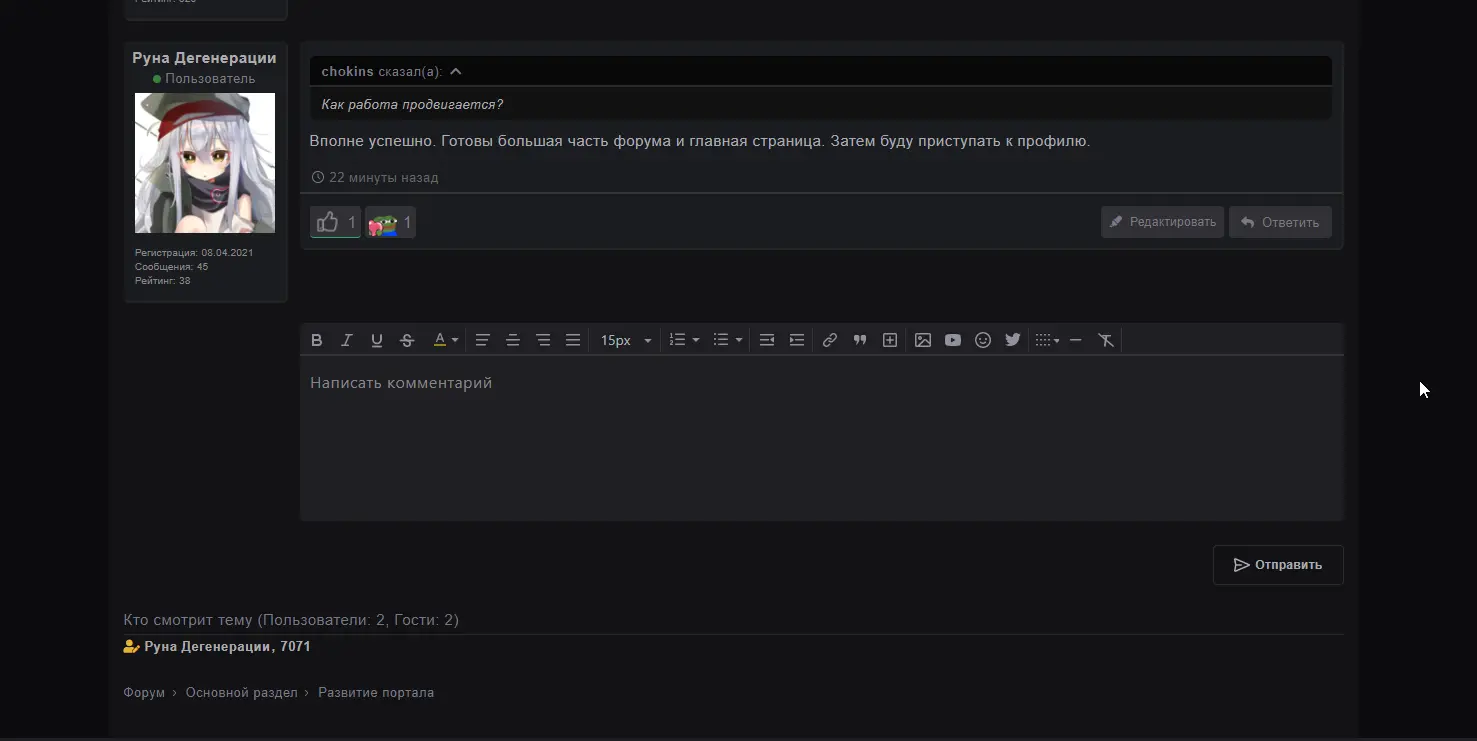 Руна Дегенерации
Пользователь
Регистрация: 08.04.2021
Сообщения: 45
Рейтинг: 38
chokins сказал(а):
Как работа продвигается?
Вполне успешно. Готовы большая часть форума и главная страница. Затем буду приступать к профилю.
22 минуты назад
1 1 Редактировать Ответить
B I U S A 15px
Написать комментарий
Отправить
Кто смотрит тему (Пользователи: 2, Гости: 2)
Руна Дегенерации, 7071
Форум › Основной раздел › Развитие портала